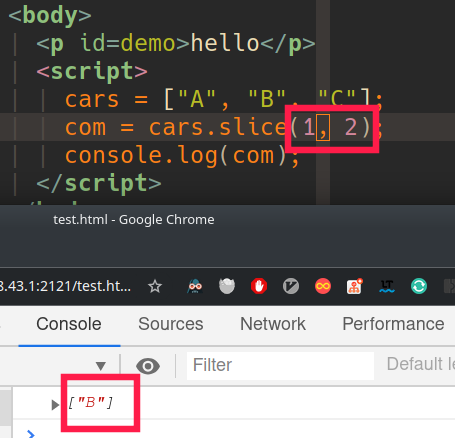 <body>
<p id=demo>hello</p>
<script>
cars = ["A", "B", "C"];
com = cars.slice(1, 2);
console.log(com);
</script>
test.html - Google Chrome
3.43.1:2121/test.ht...
Console Sources Network Performance
Filter Default le
["B"]